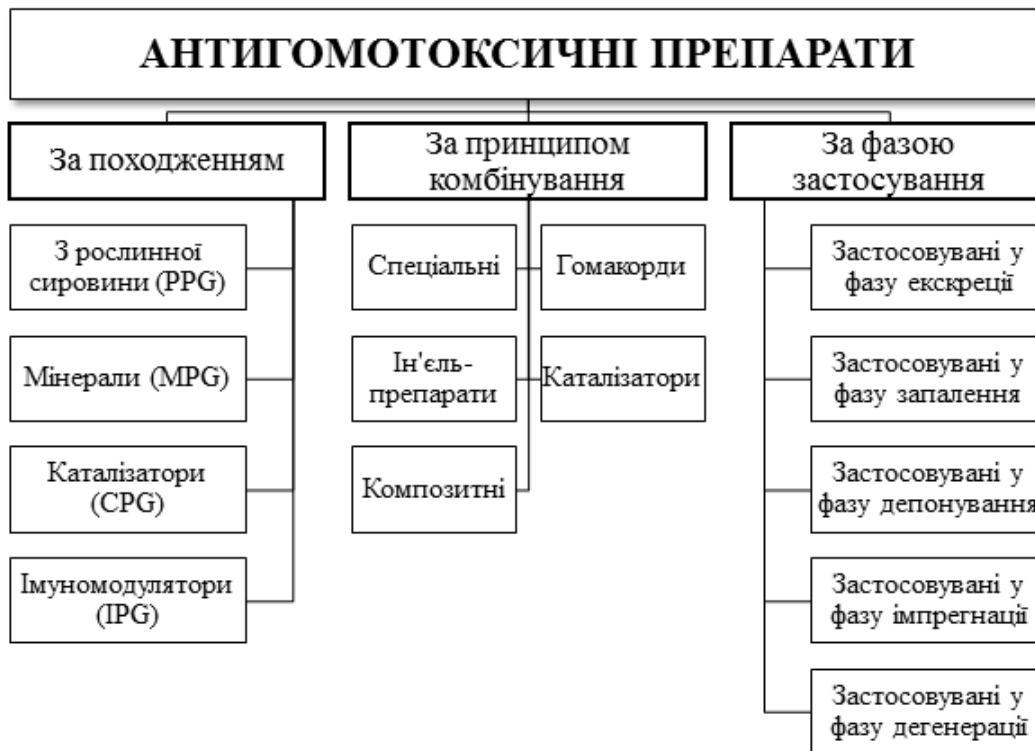 АНТИГОМОТОКСИЧНІ ПРЕПАРАТИ
За походженням
З рослинної
сировини (PPG)
Мінерали (MPG)
Каталізатори
(CPG)
Імуномодулятори
(IPG)
За принципом
комбінування
Спеціальні
Гомакорди
Ін'єль-
препарати
Каталізатори
Композитні
За фазою
застосування
Застосовувані у
фазу екскреції
Застосовувані у
фазу запалення
Застосовувані у
фазу депонування
Застосовувані у
фазу імпрегнації
Застосовувані у
фазу дегенерації